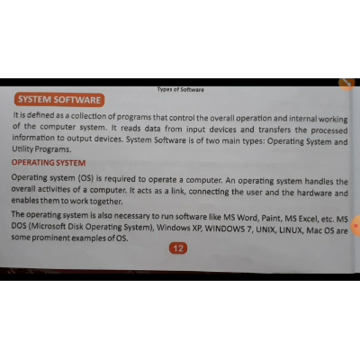 Types of Software
SYSTEM SOFTWARE
It is defined as a collection of programs that control the overall operation and internal working
of the computer system. It reads data from input devices and transfers the processed
information to output devices. System Software is of two main types: Operating System and
Utility Programs.
OPERATING SYSTEM
Operating system (OS) is required to operate a computer. An operating system handles the
overall activities of a computer. It acts as a link, connecting the user and the hardware and
enables them to work together.
The operating system is also necessary to run software like MS Word, Paint, MS Excel, etc. MS
DOS (Microsoft Disk Operating System), Windows XP, WINDOWS 7, UNIX, LINUX, Mac OS are
some prominent examples of OS.
12